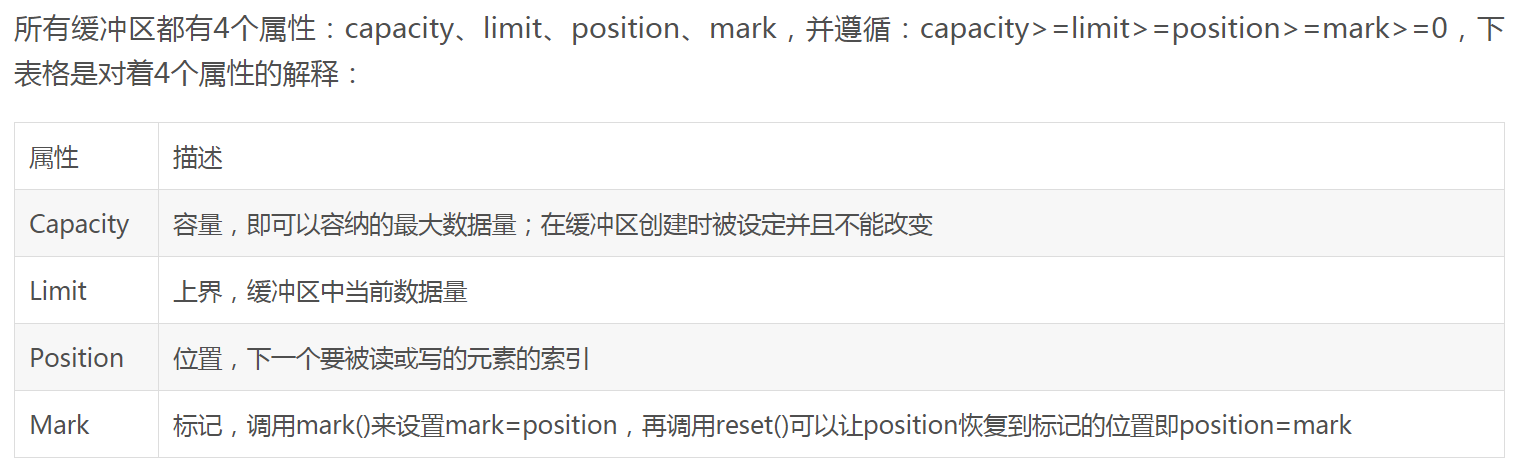 所有缓冲区都有4个属性：capacity、limit、position、mark，并遵循：capacity>=limit>=position>=mark>=0，下
表格是对着4个属性的解释：
属性 描述
Capacity 容量，即可以容纳的最大数据量；在缓冲区创建时被设定并且不能改变
Limit 上界，缓冲区中当前数据量
Position 位置，下一个要被读或写的元素的索引
Mark 标记，调用mark()来设置mark=position，再调用reset()可以让position恢复到标记的位置即position=mark